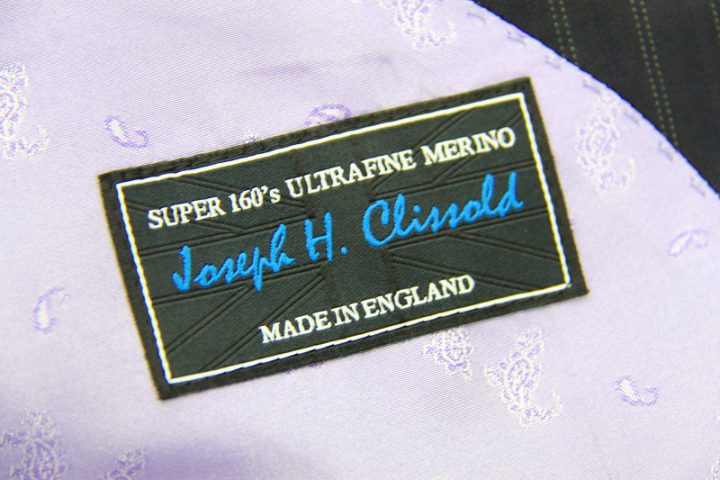 SUPER 160's ULTRAFINE MERINO
Joseph H. Clissold
MADE IN ENGLAND